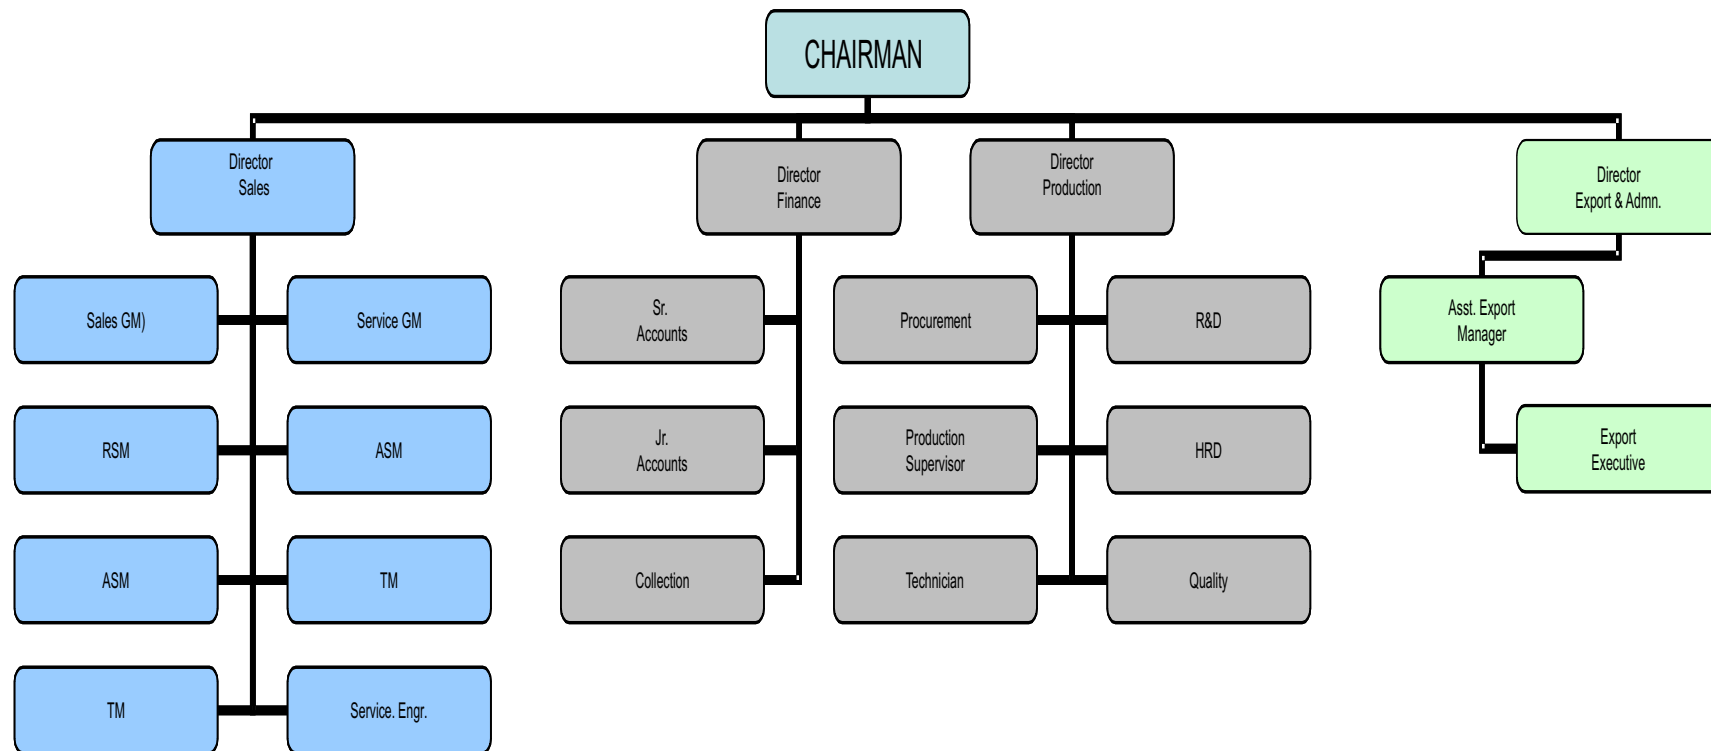 CHAIRMAN
Director
Sales
Director
Finance
Director
Production
Director
Export & Admn.
Sales GM)
Service GM
Sr.
Accounts
Procurement
R&D
Asst. Export
Manager
RSM
ASM
Jr.
Accounts
Production
Supervisor
HRD
Export
Executive
ASM
TM
Collection
Technician
Quality
TM
Service. Engr.